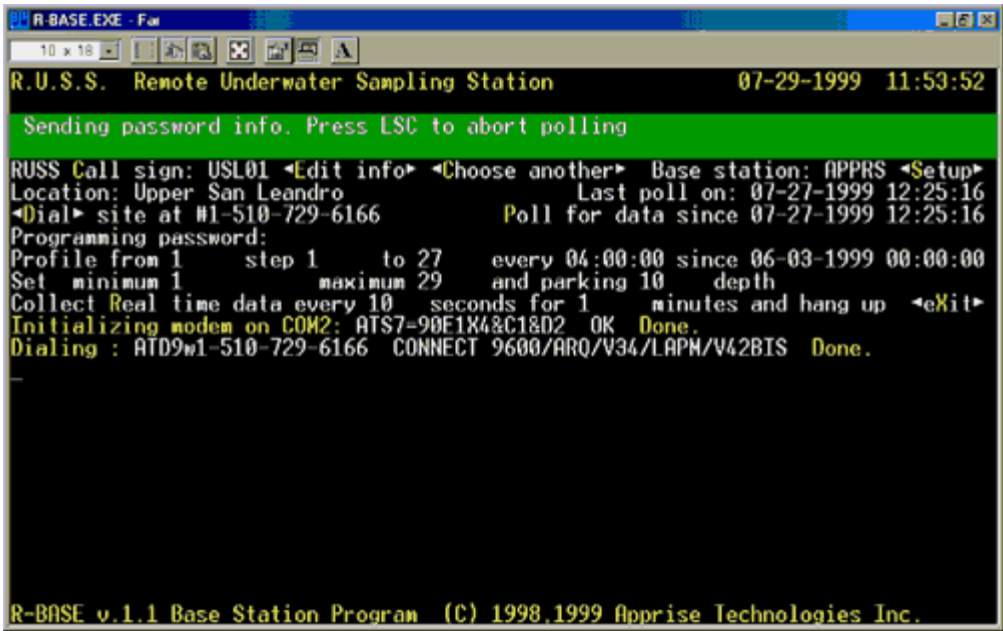 R-BASE.EXE - Far
10 x 18
A
R.U.S.S. Remote Underwater Sampling Station 07-29-1999 11:53:52
Sending password info. Press ESC to abort polling
RUSS Call sign: USL01 ◄Edit info► ◄Choose another► Base station: APPRS ◄Setup►
Location: Upper San Leandro Last poll on: 07-27-1999 12:25:16
◄Dial► site at #1-510-729-6166 Poll for data since 07-27-1999 12:25:16
Programming password:
Profile from 1 step 1 to 27 every 04:00:00 since 06-03-1999 00:00:00
Set minimum 1 maximum 29 and parking 10 depth
Collect Real time data every 10 seconds for 1 minutes and hang up ◄eXit►
Initializing modem on COM2: ATS7=90E1X4&C1&D2 OK Done.
Dialing : ATD9w1-510-729-6166 CONNECT 9600/ARQ/V34/LAPM/V42BIS Done.
R-BASE v.1.1 Base Station Program (C) 1998,1999 Apprise Technologies Inc.